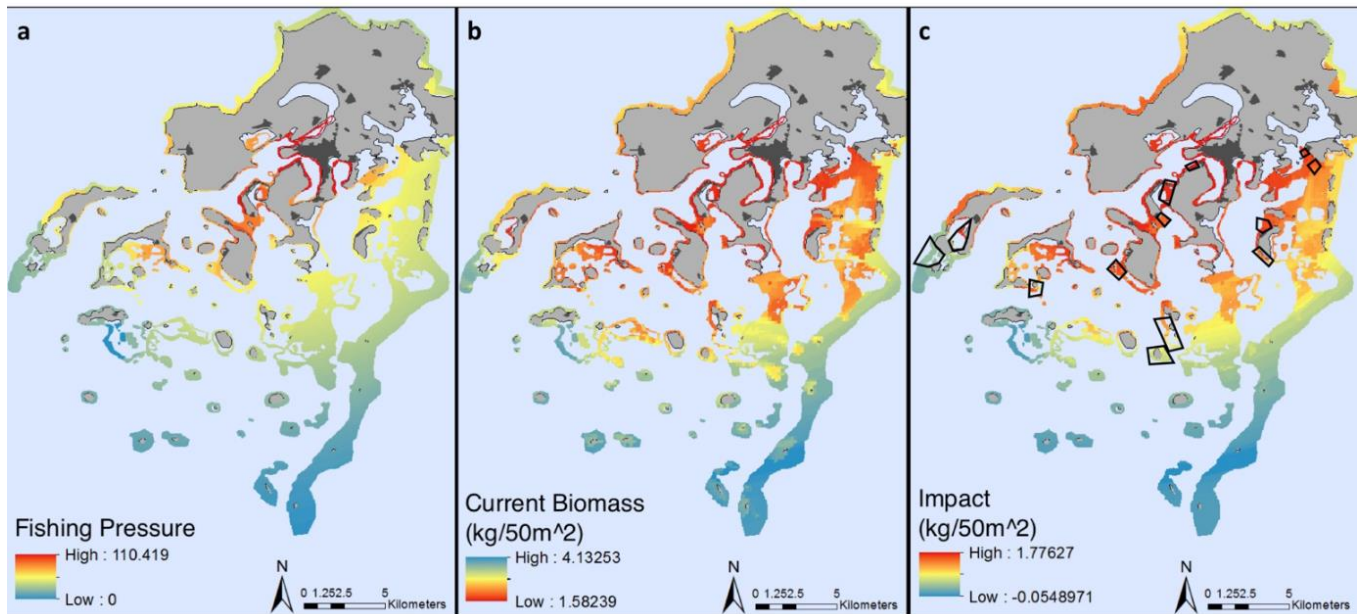 a
Fishing Pressure
High : 110.419
Low : 0
N
0 1.252.5 5
Kilometers
b
Current Biomass
(kg/50m^2)
High : 4.13253
Low : 1.58239
N
0 1.252.5 5
Kilometers
c
Impact
(kg/50m^2)
High : 1.77627
Low : -0.0548971
N
0 1.252.5 5
Kilometers